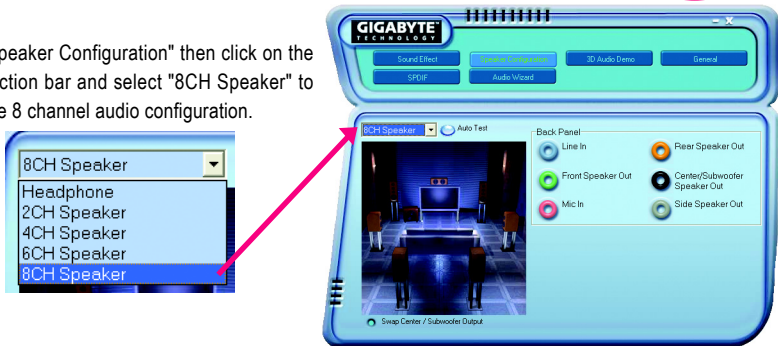 peaker Configuration" then click on the
ction bar and select "8CH Speaker" to
e 8 channel audio configuration.
8CH Speaker
Headphone
2CH Speaker
4CH Speaker
6CH Speaker
8CH Speaker
GIGABYTE
TECHNOLOGY
- X
Sound Effect
Speaker Configuration
3D Audio Demo
General
SPDIF
Audio Wizard
8CH Speaker
Auto Test
Back Panel
Line In
Rear Speaker Out
Front Speaker Out
Center/Subwoofer
Speaker Out
Mic In
Side Speaker Out
Swap Center / Subwoofer Output